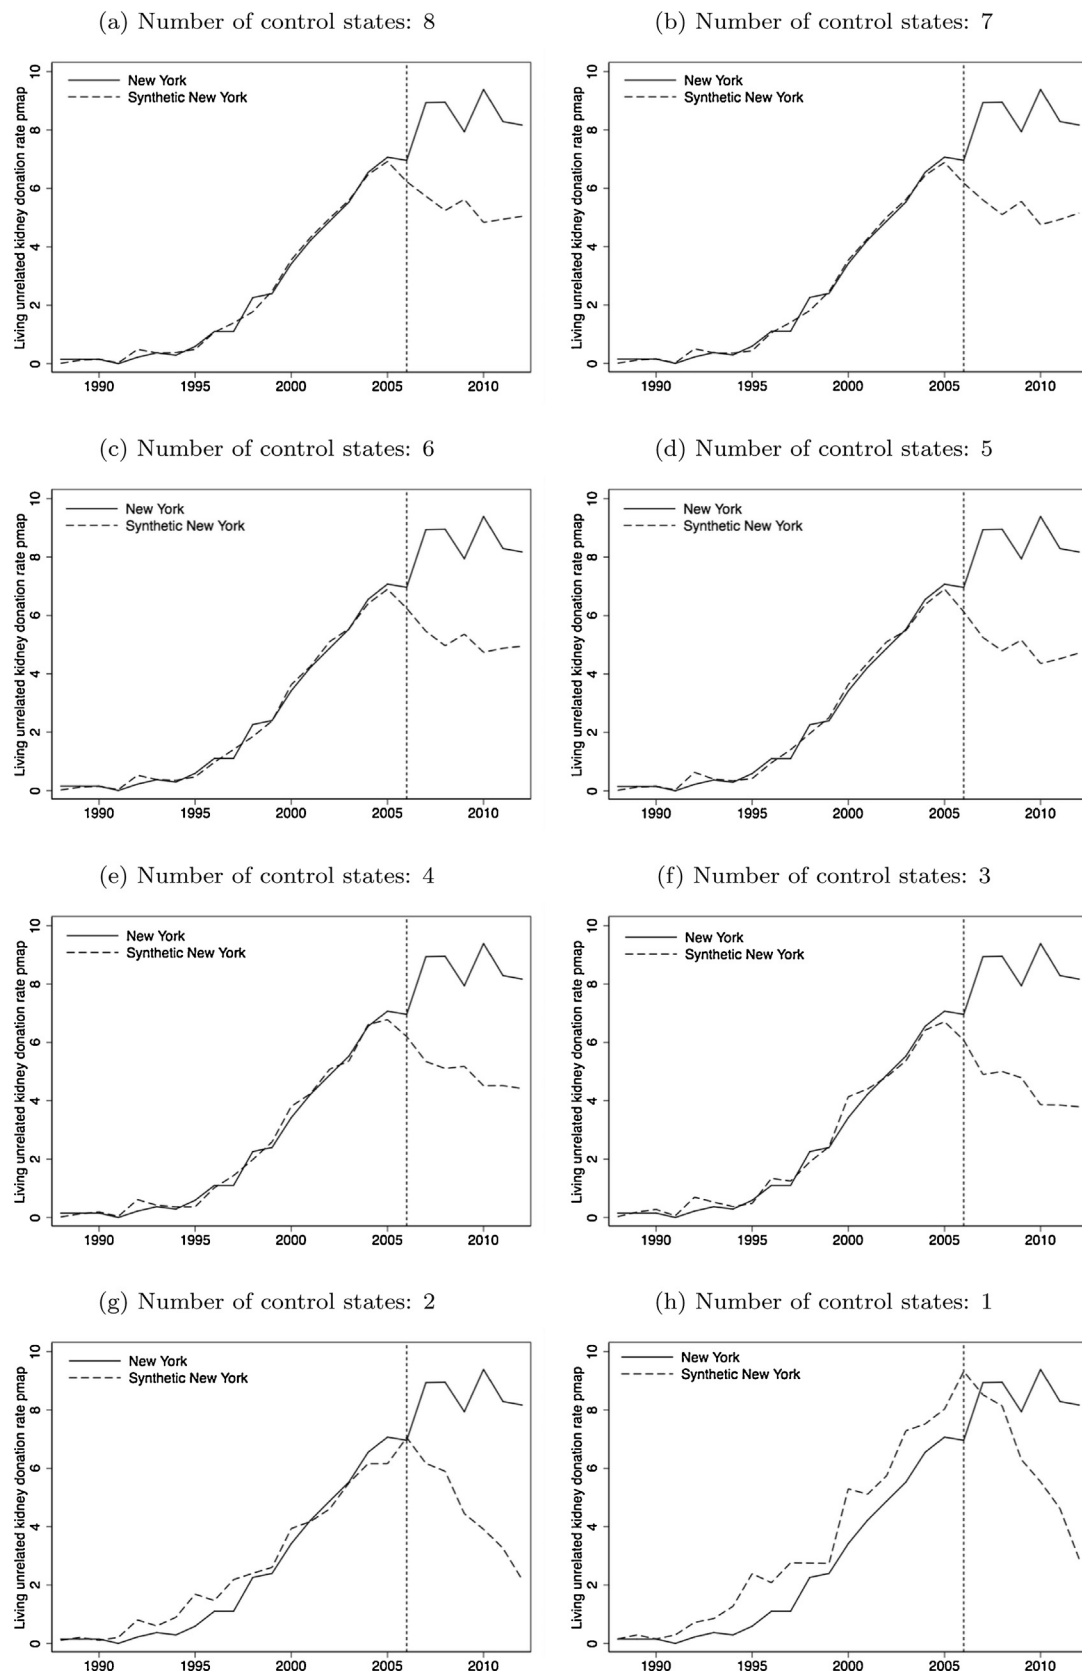 (a) Number of control states: 8
Living unrelated kidney donation rate pmap
10
8
6
4
2
0
New York
Synthetic New York
1990 1995 2000 2005 2010
(b) Number of control states: 7
Living unrelated kidney donation rate pmap
10
8
6
4
2
0
New York
Synthetic New York
1990 1995 2000 2005 2010
(c) Number of control states: 6
Living unrelated kidney donation rate pmap
10
8
6
4
2
0
New York
Synthetic New York
1990 1995 2000 2005 2010
(d) Number of control states: 5
Living unrelated kidney donation rate pmap
10
8
6
4
2
0
New York
Synthetic New York
1990 1995 2000 2005 2010
(e) Number of control states: 4
Living unrelated kidney donation rate pmap
10
8
6
4
2
0
New York
Synthetic New York
1990 1995 2000 2005 2010
(f) Number of control states: 3
Living unrelated kidney donation rate pmap
10
8
6
4
2
0
New York
Synthetic New York
1990 1995 2000 2005 2010
(g) Number of control states: 2
Living unrelated kidney donation rate pmap
10
8
6
4
2
0
New York
Synthetic New York
1990 1995 2000 2005 2010
(h) Number of control states: 1
Living unrelated kidney donation rate pmap
10
8
6
4
2
0
New York
Synthetic New York
1990 1995 2000 2005 2010